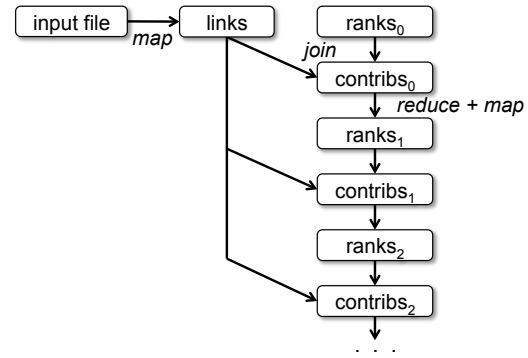 input file
map
links
ranks₀
join
contribs₀
reduce + map
ranks₁
contribs₁
ranks₂
contribs₂
. . .